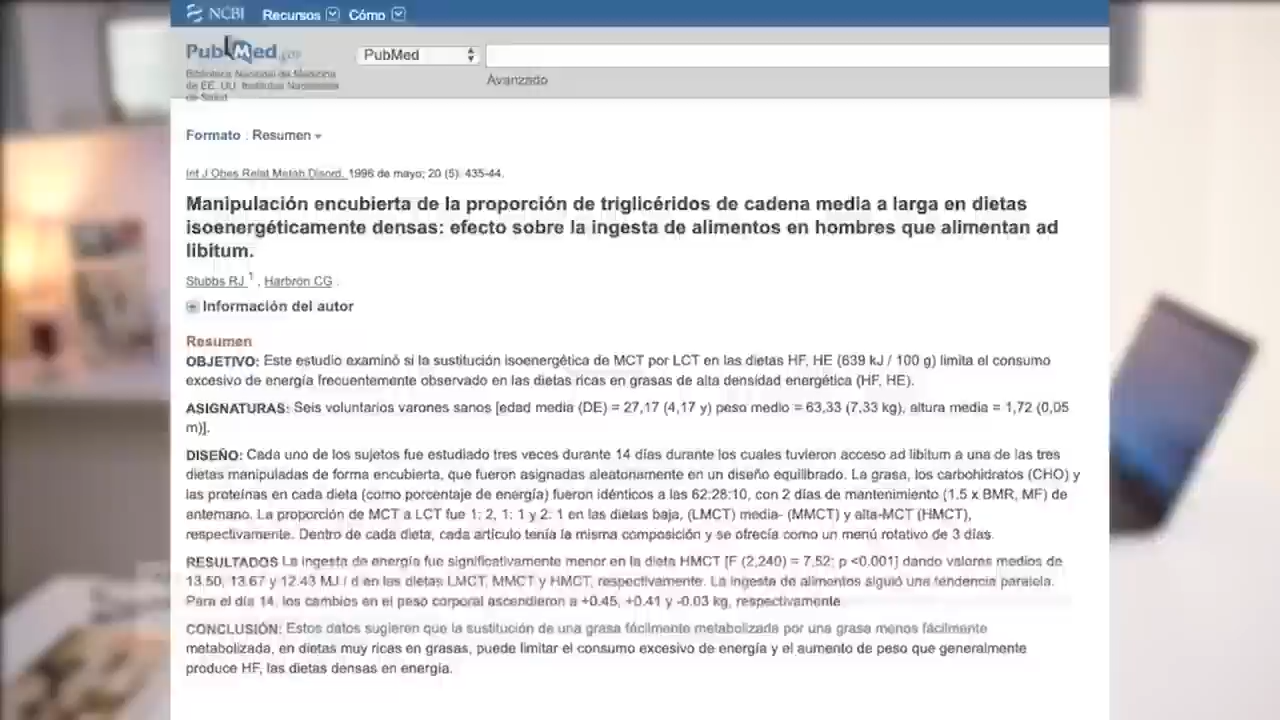 NCBI Recursos Cómo
PubMed.gov PubMed
Biblioteca Nacional de Medicina
de EE. UU. Institutos Nacionales
de Salud
Avanzado
Formato : Resumen
Int J Obes Relat Metab Disord. 1996 de mayo; 20 (5): 435-44.
Manipulación encubierta de la proporción de triglicéridos de cadena media a larga en dietas
isoenergéticamente densas: efecto sobre la ingesta de alimentos en hombres que alimentan ad
libitum.
Stubbs RJ 1 , Harbron CG .
Información del autor
Resumen
OBJETIVO: Este estudio examinó si la sustitución isoenergética de MCT por LCT en las dietas HF, HE (639 kJ / 100 g) limita el consumo
excesivo de energía frecuentemente observado en las dietas ricas en grasas de alta densidad energética (HF, HE).
ASIGNATURAS: Seis voluntarios varones sanos [edad media (DE) = 27,17 (4,17 y) peso medio = 63,33 (7,33 kg), altura media = 1,72 (0,05
m)].
DISEÑO: Cada uno de los sujetos fue estudiado tres veces durante 14 días durante los cuales tuvieron acceso ad libitum a una de las tres
dietas manipuladas de forma encubierta, que fueron asignadas aleatoriamente en un diseño equilibrado. La grasa, los carbohidratos (CHO) y
las proteínas en cada dieta (como porcentaje de energía) fueron idénticos a las 62:28:10, con 2 días de mantenimiento (1.5 x BMR, MF) de
antemano. La proporción de MCT a LCT fue 1: 2, 1: 1 y 2: 1 en las dietas baja, (LMCT) media- (MMCT) y alta-MCT (HMCT),
respectivamente. Dentro de cada dieta, cada artículo tenía la misma composición y se ofrecía como un menú rotativo de 3 días.
RESULTADOS La ingesta de energía fue significativamente menor en la dieta HMCT [F (2,240) = 7,52; p <0.001] dando valores medios de
13.50, 13.67 y 12.43 MJ / d en las dietas LMCT, MMCT y HMCT, respectivamente. La ingesta de alimentos siguió una tendencia paralela.
Para el día 14, los cambios en el peso corporal ascendieron a +0.45, +0.41 y -0.03 kg, respectivamente.
CONCLUSIÓN: Estos datos sugieren que la sustitución de una grasa fácilmente metabolizada por una grasa menos fácilmente
metabolizada, en dietas muy ricas en grasas, puede limitar el consumo excesivo de energía y el aumento de peso que generalmente
produce HF, las dietas densas en energía.